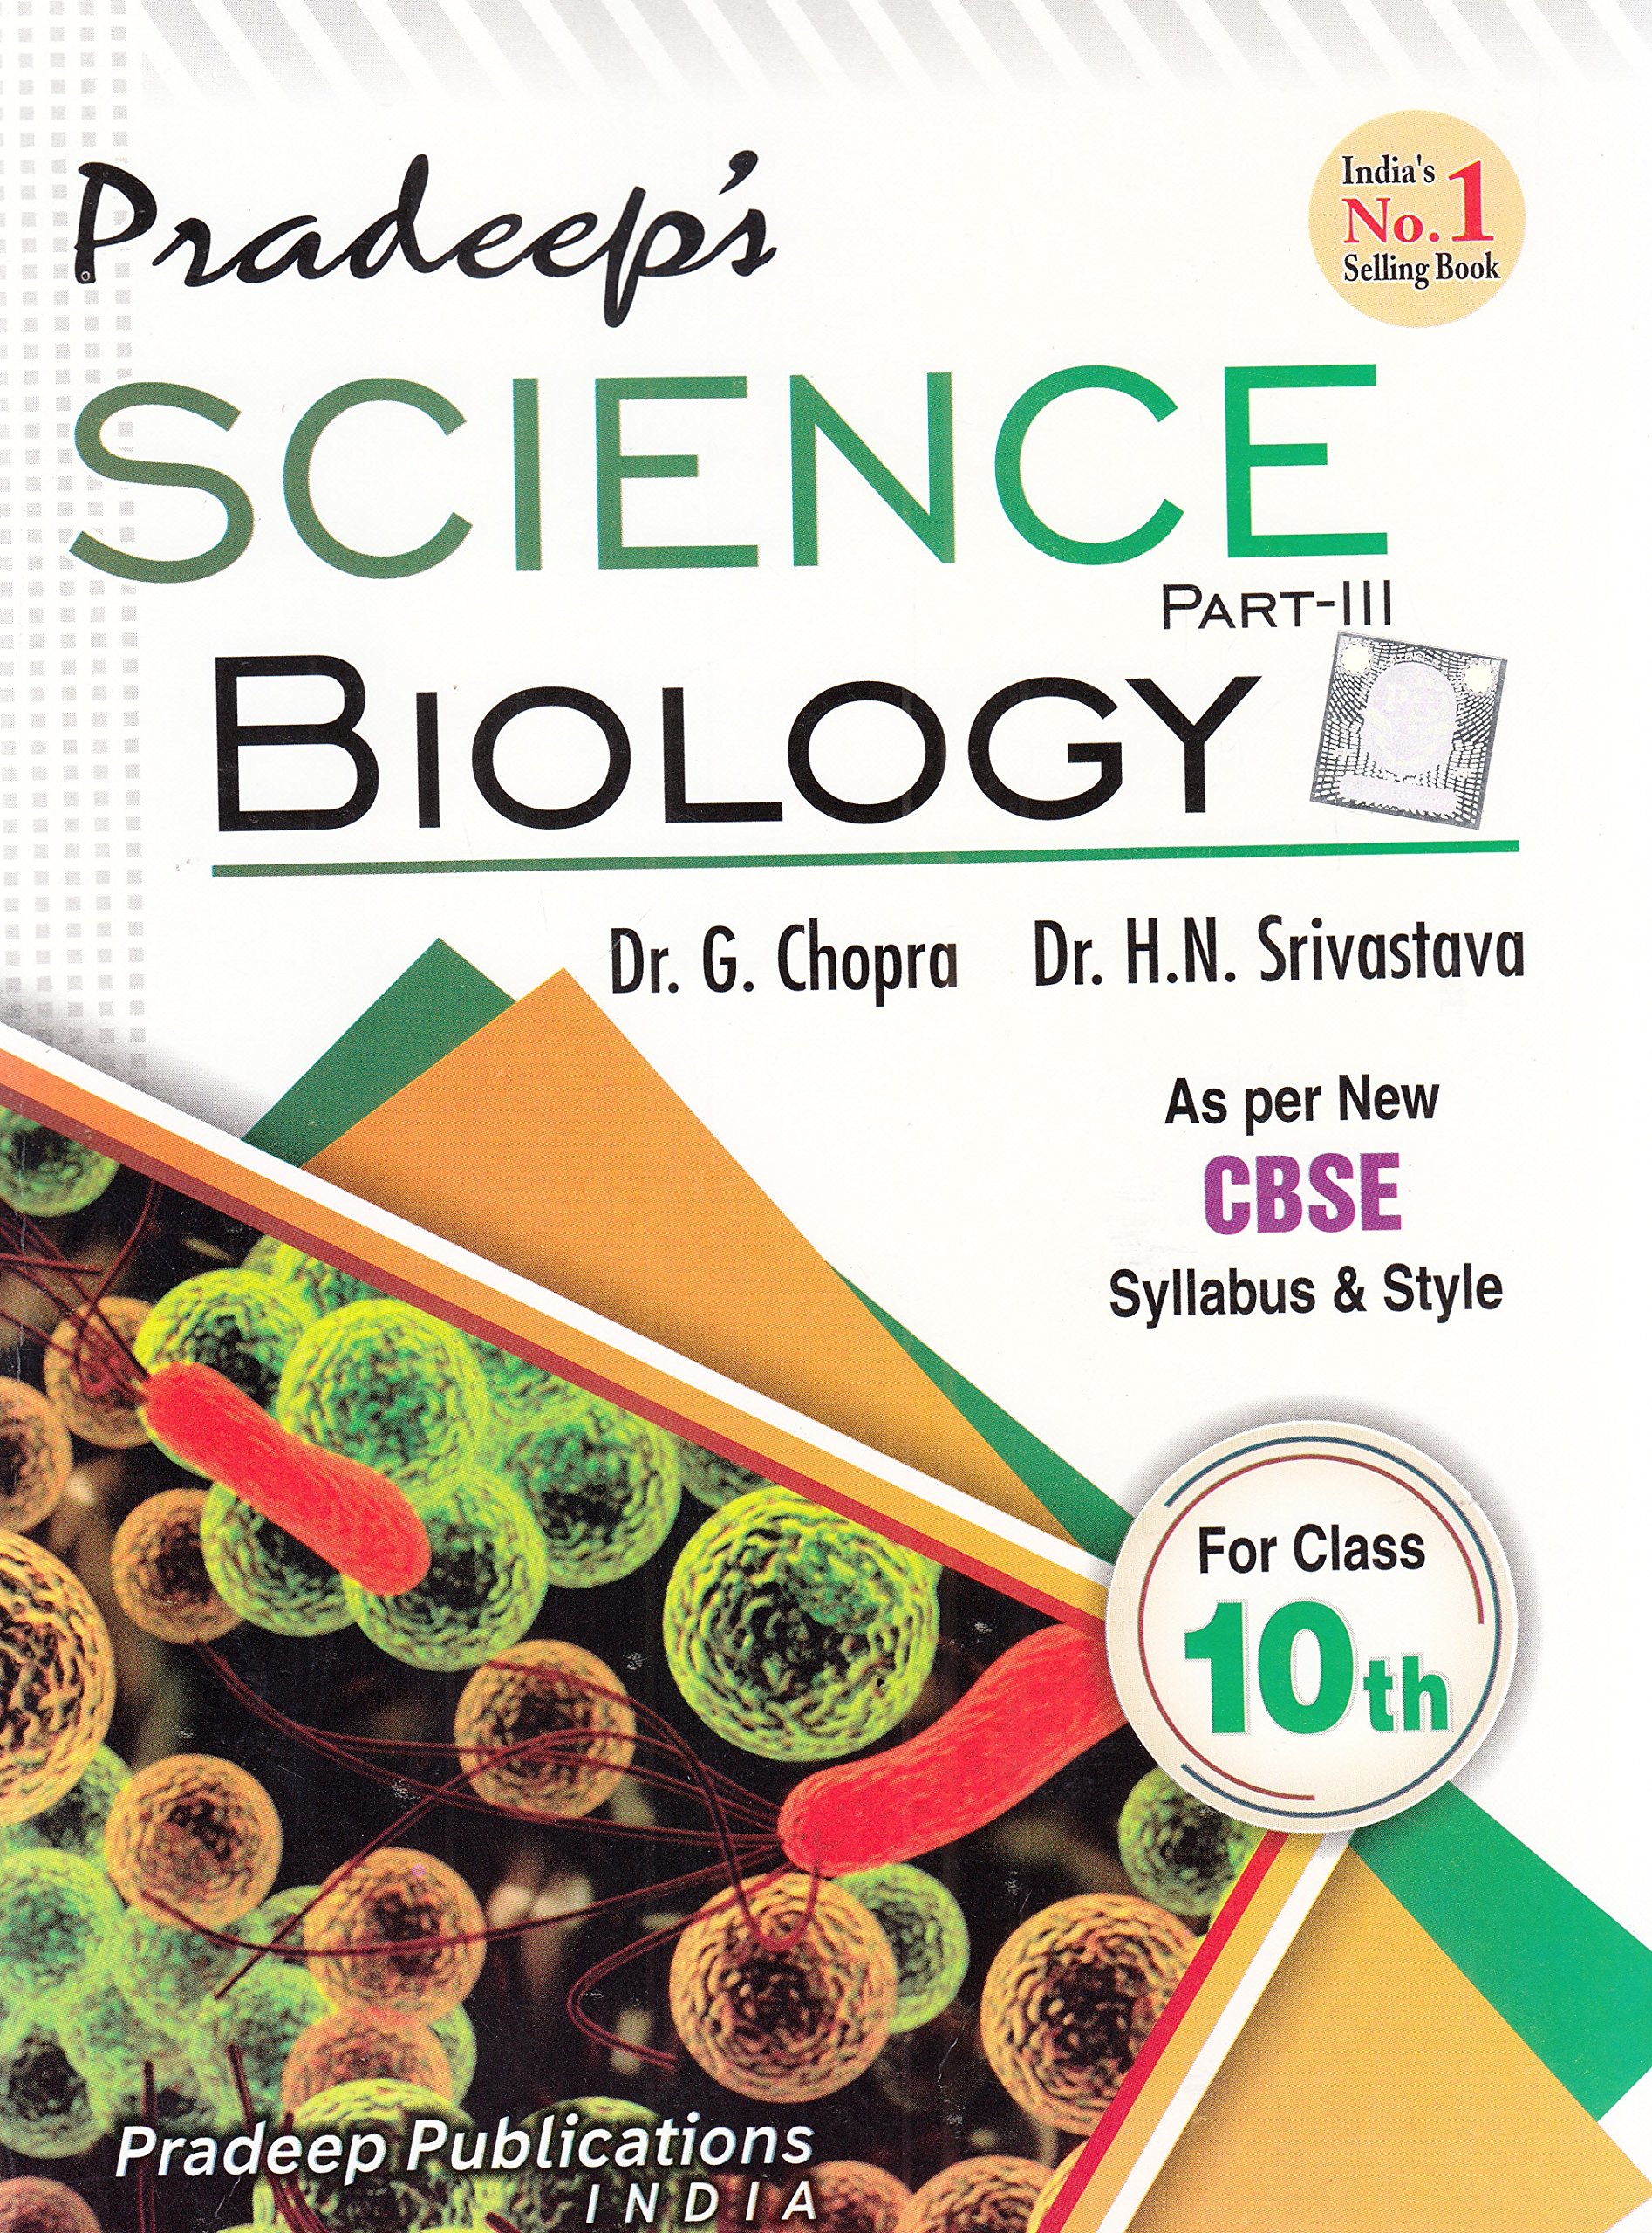 Pradeep's
India's
No.1
Selling Book
SCIENCE
PART-III
BIOLOGY
Dr. G. Chopra Dr. H.N. Srivastava
As per New
CBSE
Syllabus & Style
For Class
10th
Pradeep Publications
INDIA